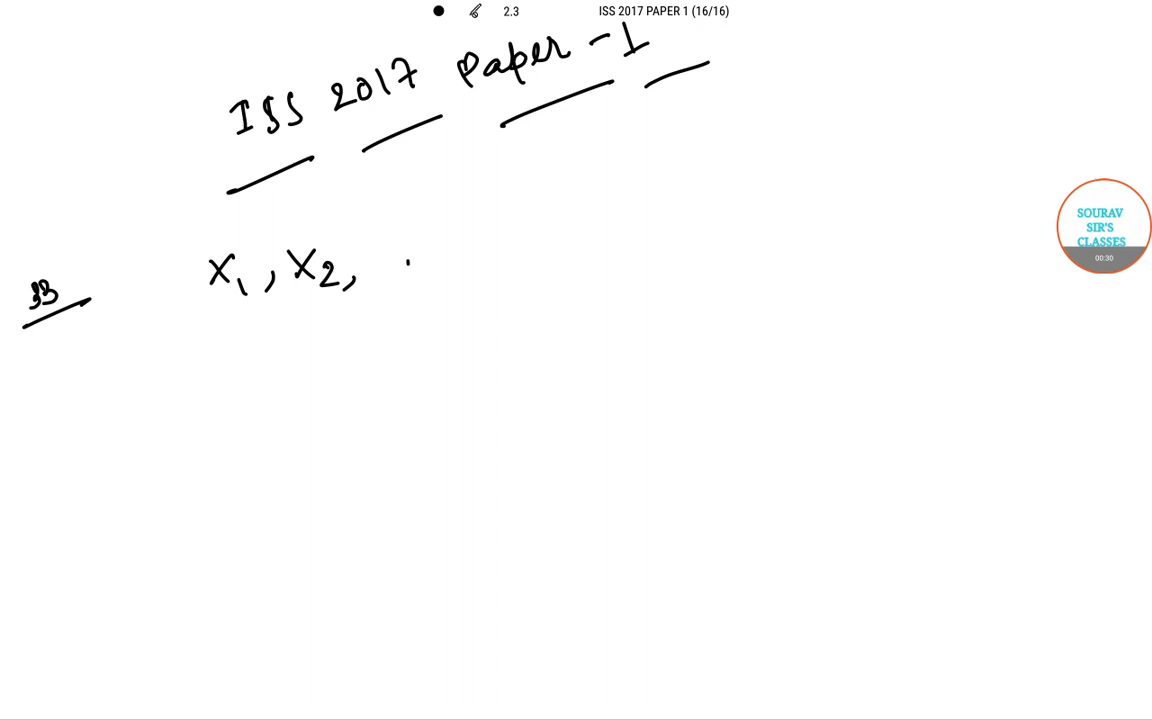 2.3 ISS 2017 PAPER 1 (16/16)
ISS 2017 Paper - I
SOURAV
SIR'S
CLASSES
00:30
33 X1, X2, .